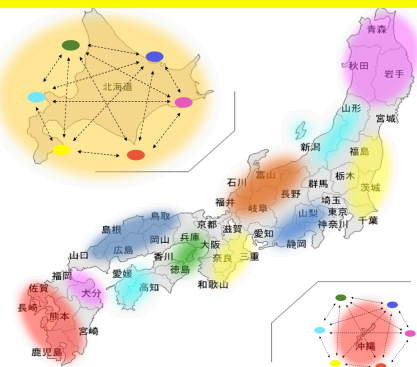 青森
秋田
岩手
北海道
山形
宮城
新潟
福島
石川
富山
群馬
栃木
茨城
長野
埼玉
福井
岐阜
山梨
東京
千葉
神奈川
鳥取
京都
滋賀
愛知
静岡
島根
岡山
兵庫
大阪
三重
広島
奈良
山口
香川
和歌山
福岡
愛媛
徳島
高知
佐賀
大分
長崎
熊本
宮崎
鹿児島
沖縄